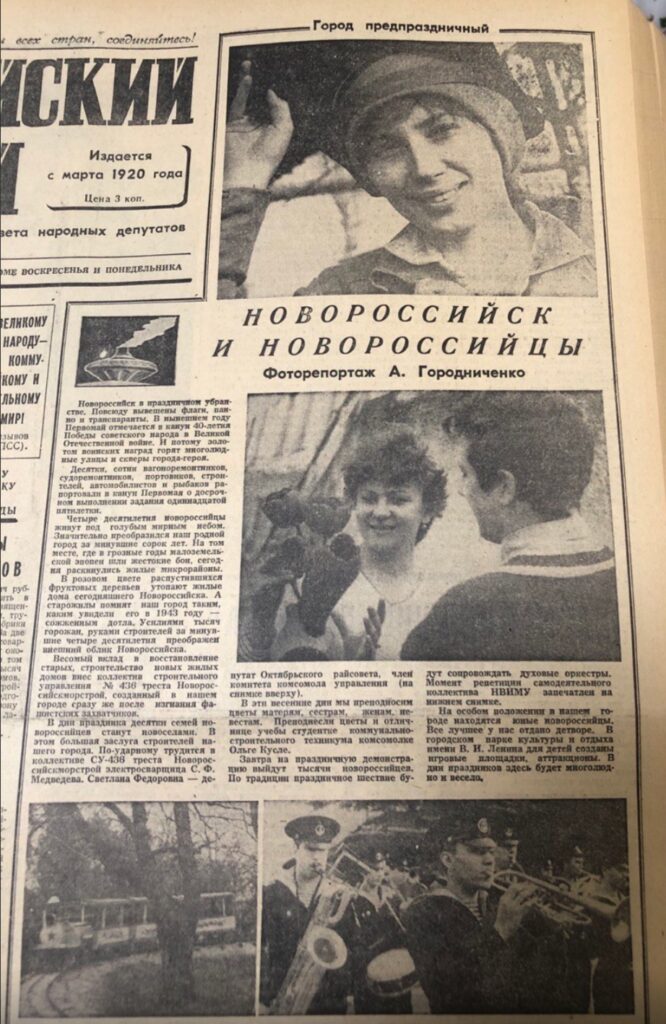 всех стран, соединяйтесь!
ИСКИЙ
Издается
с марта 1920 года
Цена 3 коп.
народных депутатов
ВОСКРЕСЕНЬЯ И ПОНЕДЕЛЬНИКА
ВЕЛИКОМУ
НАРОДУ—
КОММУ-
И
МИР!
ПСС).
Город предпраздничный
НОВОРОССИЙСК
И НОВОРОССИЙЦЫ
Фоторепортаж А. Городниченко
Новороссийск в праздничном убран-
стве. Повсюду вывешены флаги, пан-
но и транспаранты. В нынешнем году
Первомай отмечается в канун 40-летия
Победы советского народа в Великой
Отечественной войне. И потому золо-
том воинских наград горят многолюд-
ные улицы и скверы города-героя.
Десятки, сотни вагоноремонтников,
судоремонтников, портовиков, строи-
телей, автомобилистов и рыбаков ра-
портовали в канун Первомая о досроч-
ном выполнении задания одиннадцатой
пятилетки.
Четыре десятилетия новороссийцы
живут под голубым мирным небом.
Значительно преобразился наш родной
город за минувшие сорок лет. На том
месте, где в грозные годы малоземель-
ской эпопеи шли жестокие бои, сегод-
ня раскинулись жилые микрорайоны.
В розовом цвете распустившихся
фруктовых деревьев утопают жилые
дома сегодняшнего Новороссийска. А
старожилы помнят наш город таким,
каким увидели его в 1943 году —
сожженным дотла. Усилиями тысяч
горожан, руками строителей за минув-
шие четыре десятилетия преображен
внешний облик Новороссийска.
Весомый вклад в восстановление
старых, строительство новых жилых
домов внес коллектив строительного
управления № 436 треста Новорос-
сийскморстрой, созданный в нашем
городе сразу же после изгнания фа-
шистских захватчиков.
В дни праздника десятки семей но-
вороссийцев станут новоселами. В
этом большая заслуга строителей на-
шего города. По-ударному трудится в
коллективе СУ-436 треста Новорос-
сийскморстрой электросварщица С. Ф.
Медведева. Светлана Федоровна — де-
путат Октябрьского райсовета, член
комитета комсомола управления (на
снимке вверху).
В эти весенние дни мы преподносим
цветы матерям, сестрам, женам, не-
вестам. Преподнесли цветы и отлич-
нице учебы студентке коммунально-
строительного техникума комсомолке
Ольге Кусле.
Завтра на праздничную демонстра-
цию выйдут тысячи новороссийцев.
По традиции праздничное шествие бу-
дут сопровождать духовые оркестры.
Момент репетиции самодеятельного
коллектива НВИМУ запечатлен на
нижнем снимке.
На особом положении в нашем го-
роде находятся юные новороссийцы.
Все лучшее у нас отдано детворе. В
городском парке культуры и отдыха
имени В. И. Ленина для детей созданы
игровые площадки, аттракционы. В
дни праздников здесь будет многолюд-
но и весело.